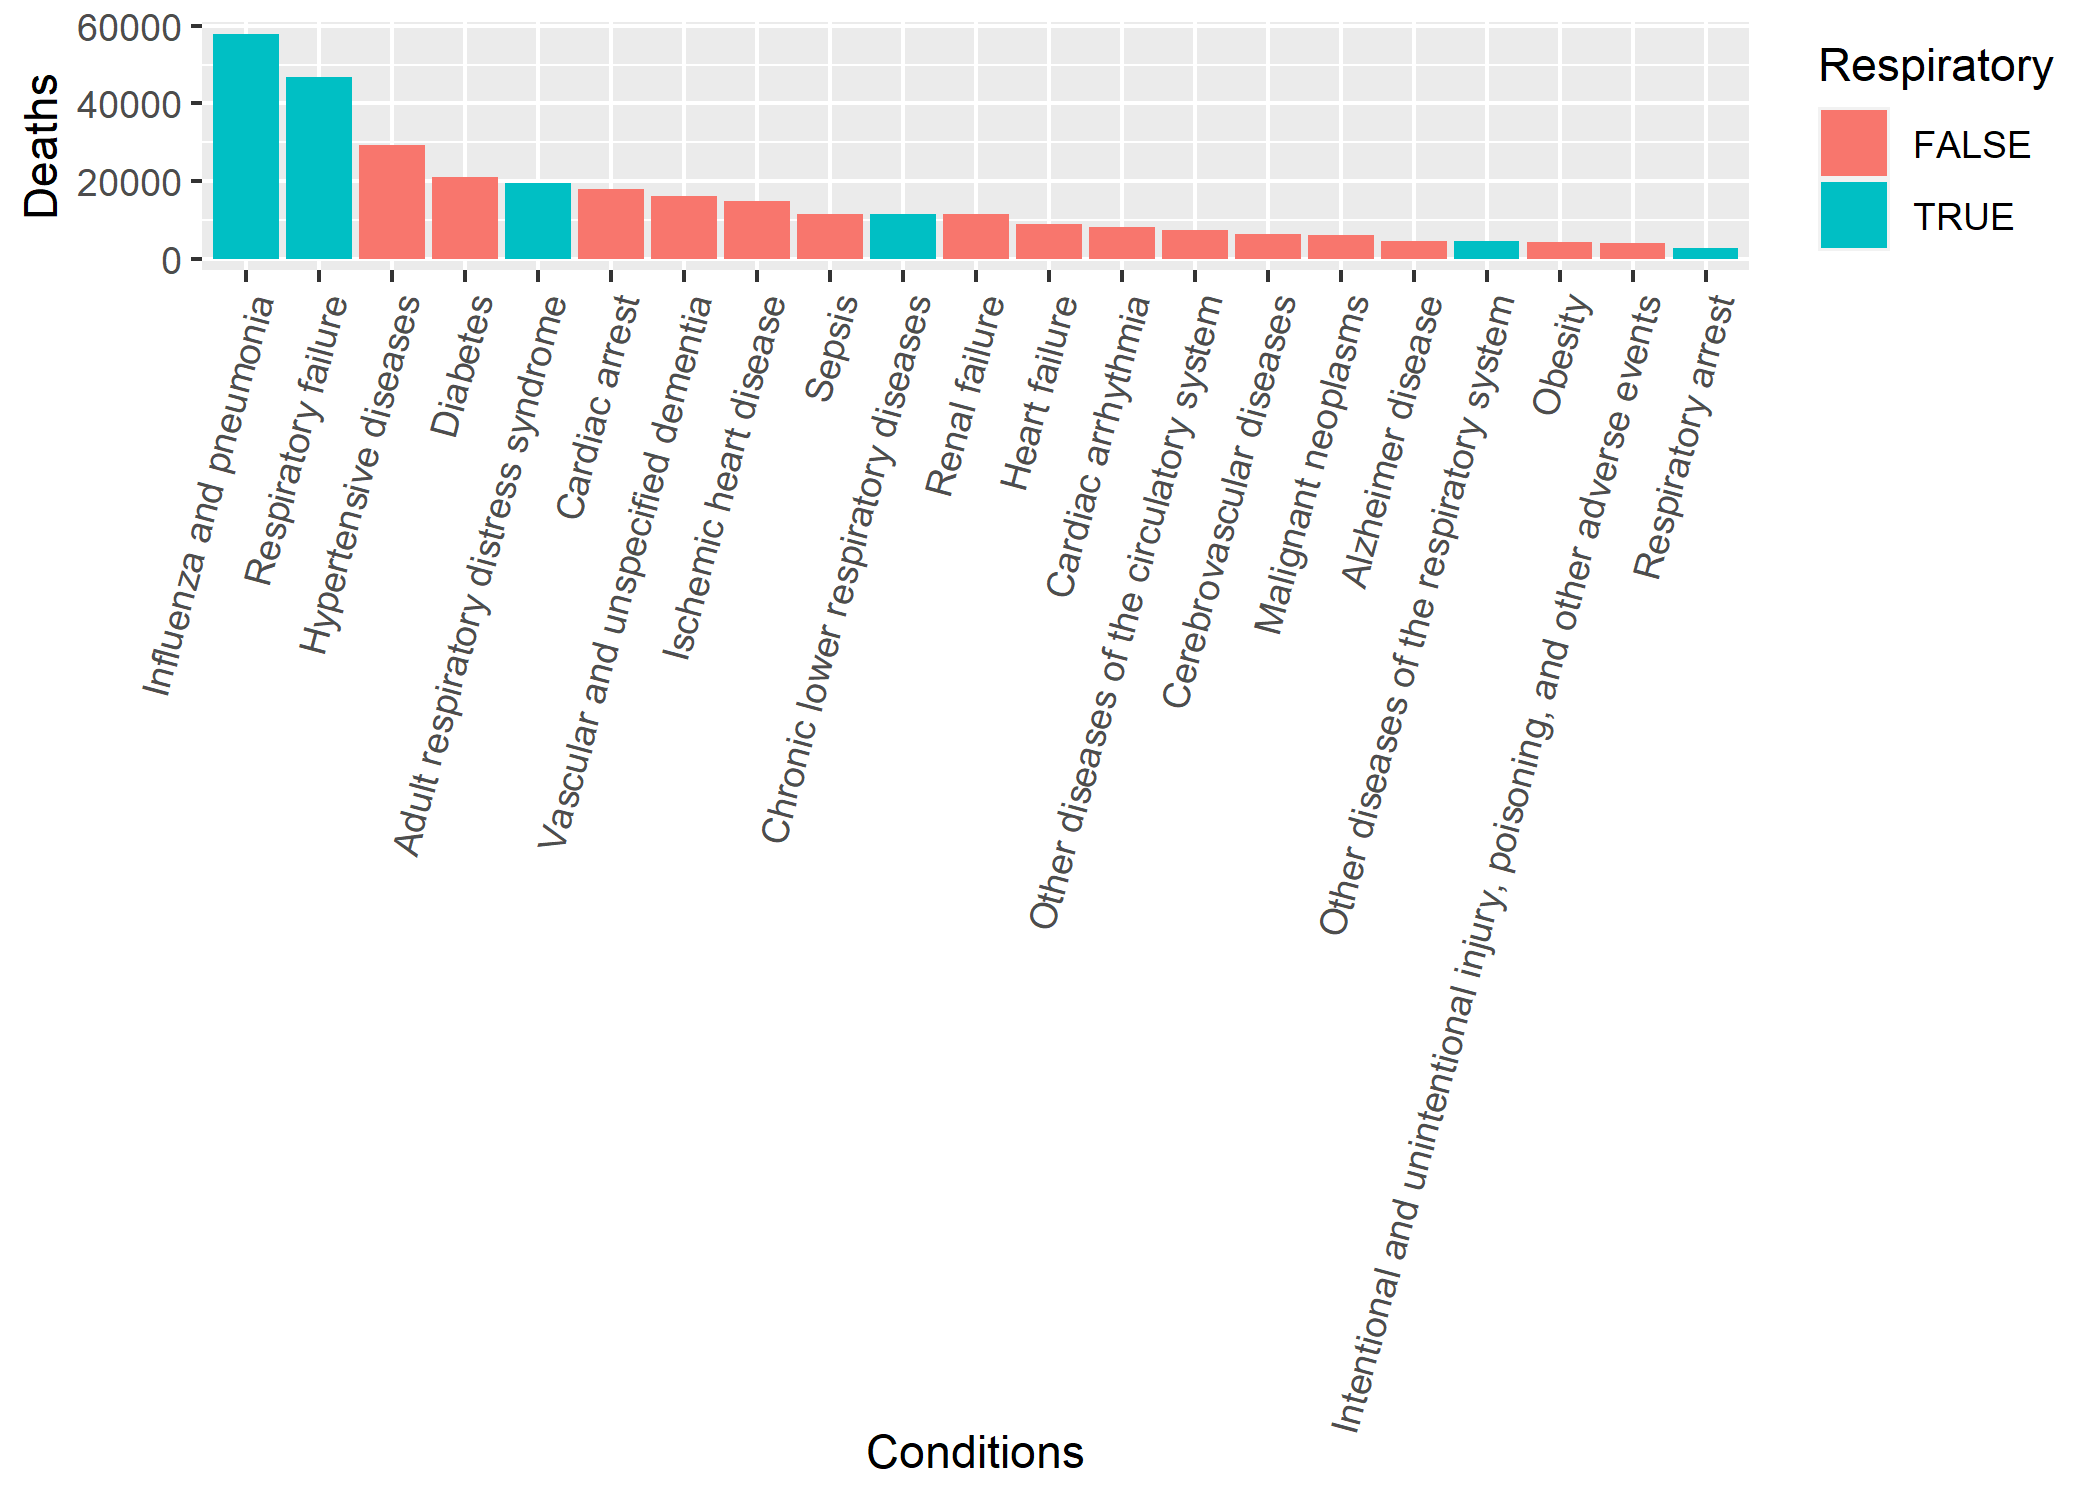 Deaths
60000
40000
20000
0
Influenza and pneumonia
Respiratory failure
Hypertensive diseases
Diabetes
Adult respiratory distress syndrome
Cardiac arrest
Vascular and unspecified dementia
Ischemic heart disease
Sepsis
Chronic lower respiratory diseases
Renal failure
Heart failure
Cardiac arrhythmia
Other diseases of the circulatory system
Cerebrovascular diseases
Malignant neoplasms
Alzheimer disease
Other diseases of the respiratory system
Obesity
Intentional and unintentional injury, poisoning, and other adverse events
Respiratory arrest
Conditions
Respiratory
FALSE
TRUE